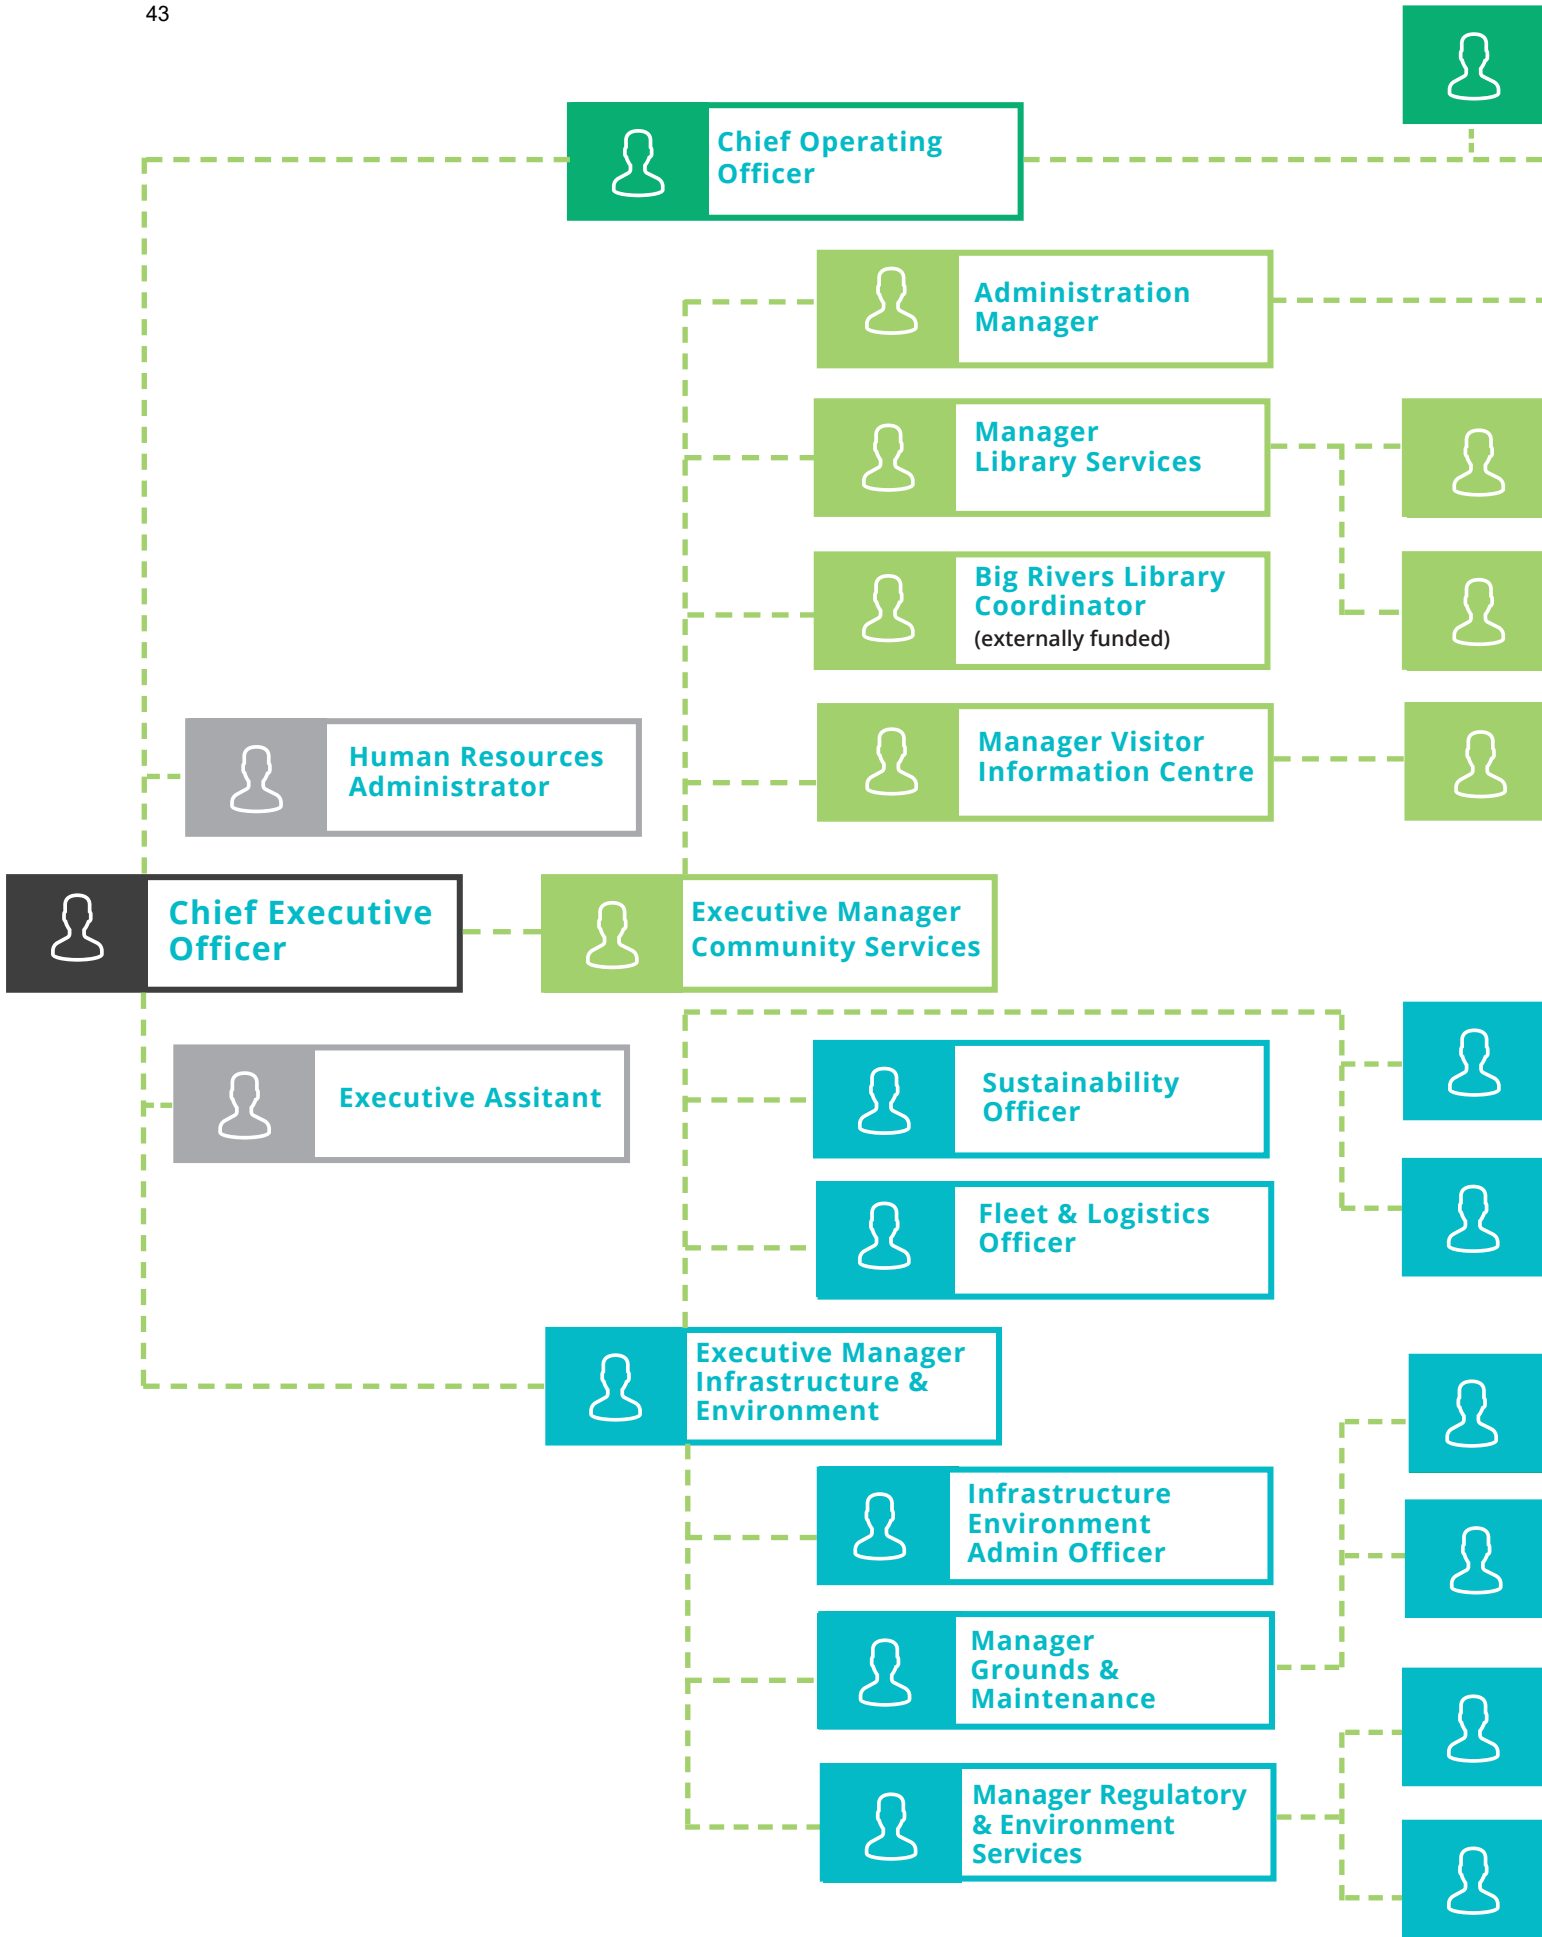 43
Chief Operating
Officer
Administration
Manager
Manager
Library Services
Big Rivers Library
Coordinator
(externally funded)
Manager Visitor
Information Centre
Human Resources
Administrator
Chief Executive
Officer
Executive Manager
Community Services
Executive Assitant
Sustainability
Officer
Fleet & Logistics
Officer
Executive Manager
Infrastructure &
Environment
Infrastructure
Environment
Admin Officer
Manager
Grounds &
Maintenance
Manager Regulatory
& Environment
Services